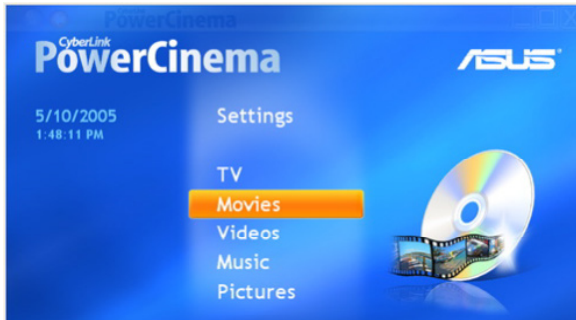 PowerCinema
CyberLink
PowerCinema
ASUS
5/10/2005
1:48:11 PM
Settings
TV
Movies
Videos
Music
Pictures